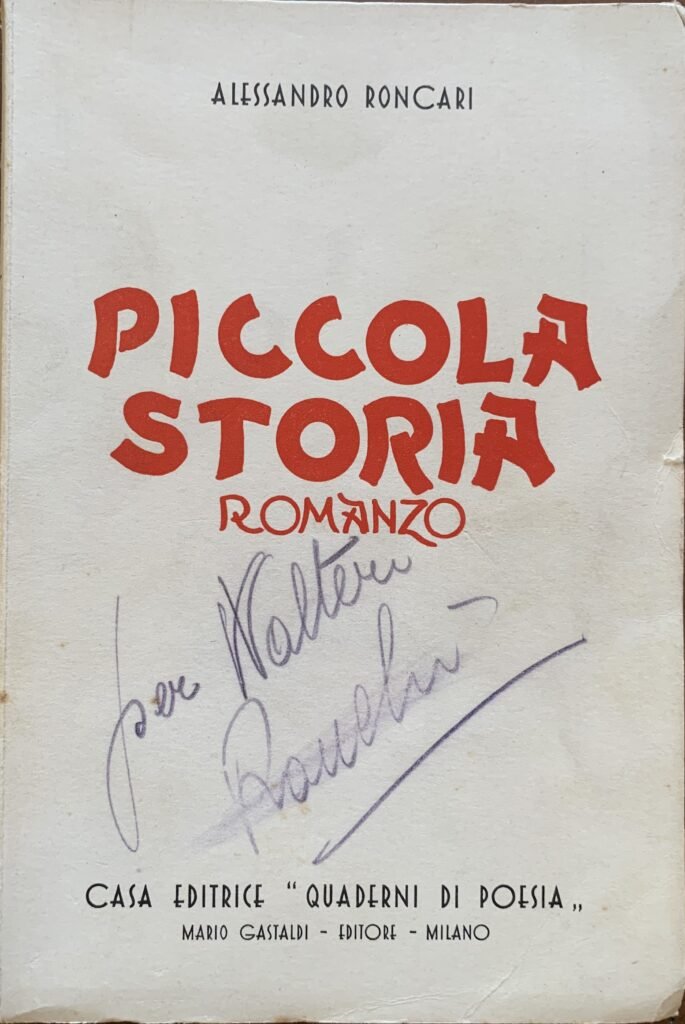 ALESSANDRO RONCARI
PICCOLA
STORIA
ROMANZO
per Walter
CASA EDITRICE “QUADERNI DI POESIA„
MARIO GASTALDI - EDITORE - MILANO